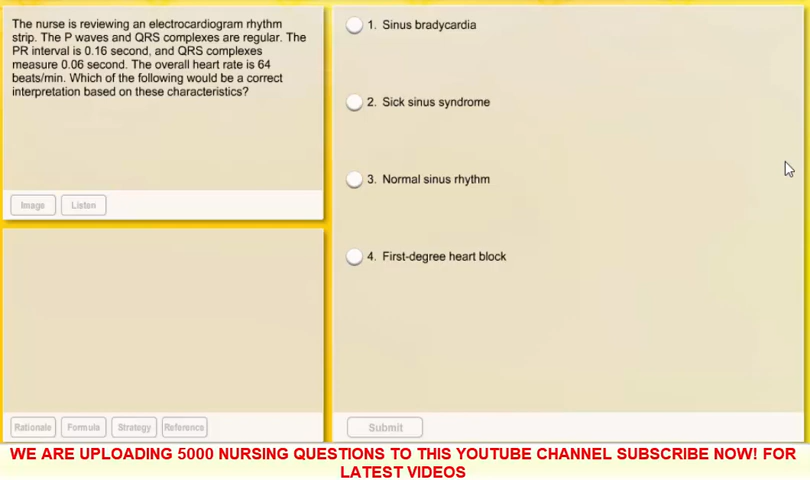 The nurse is reviewing an electrocardiogram rhythm
strip. The P waves and QRS complexes are regular. The
PR interval is 0.16 second, and QRS complexes
measure 0.06 second. The overall heart rate is 64
beats/min. Which of the following would be a correct
interpretation based on these characteristics?
Image
Listen
1. Sinus bradycardia
2. Sick sinus syndrome
3. Normal sinus rhythm
4. First-degree heart block
Rationale
Formula
Strategy
Reference
Submit
WE ARE UPLOADING 5000 NURSING QUESTIONS TO THIS YOUTUBE CHANNEL SUBSCRIBE NOW! FOR
LATEST VIDEOS